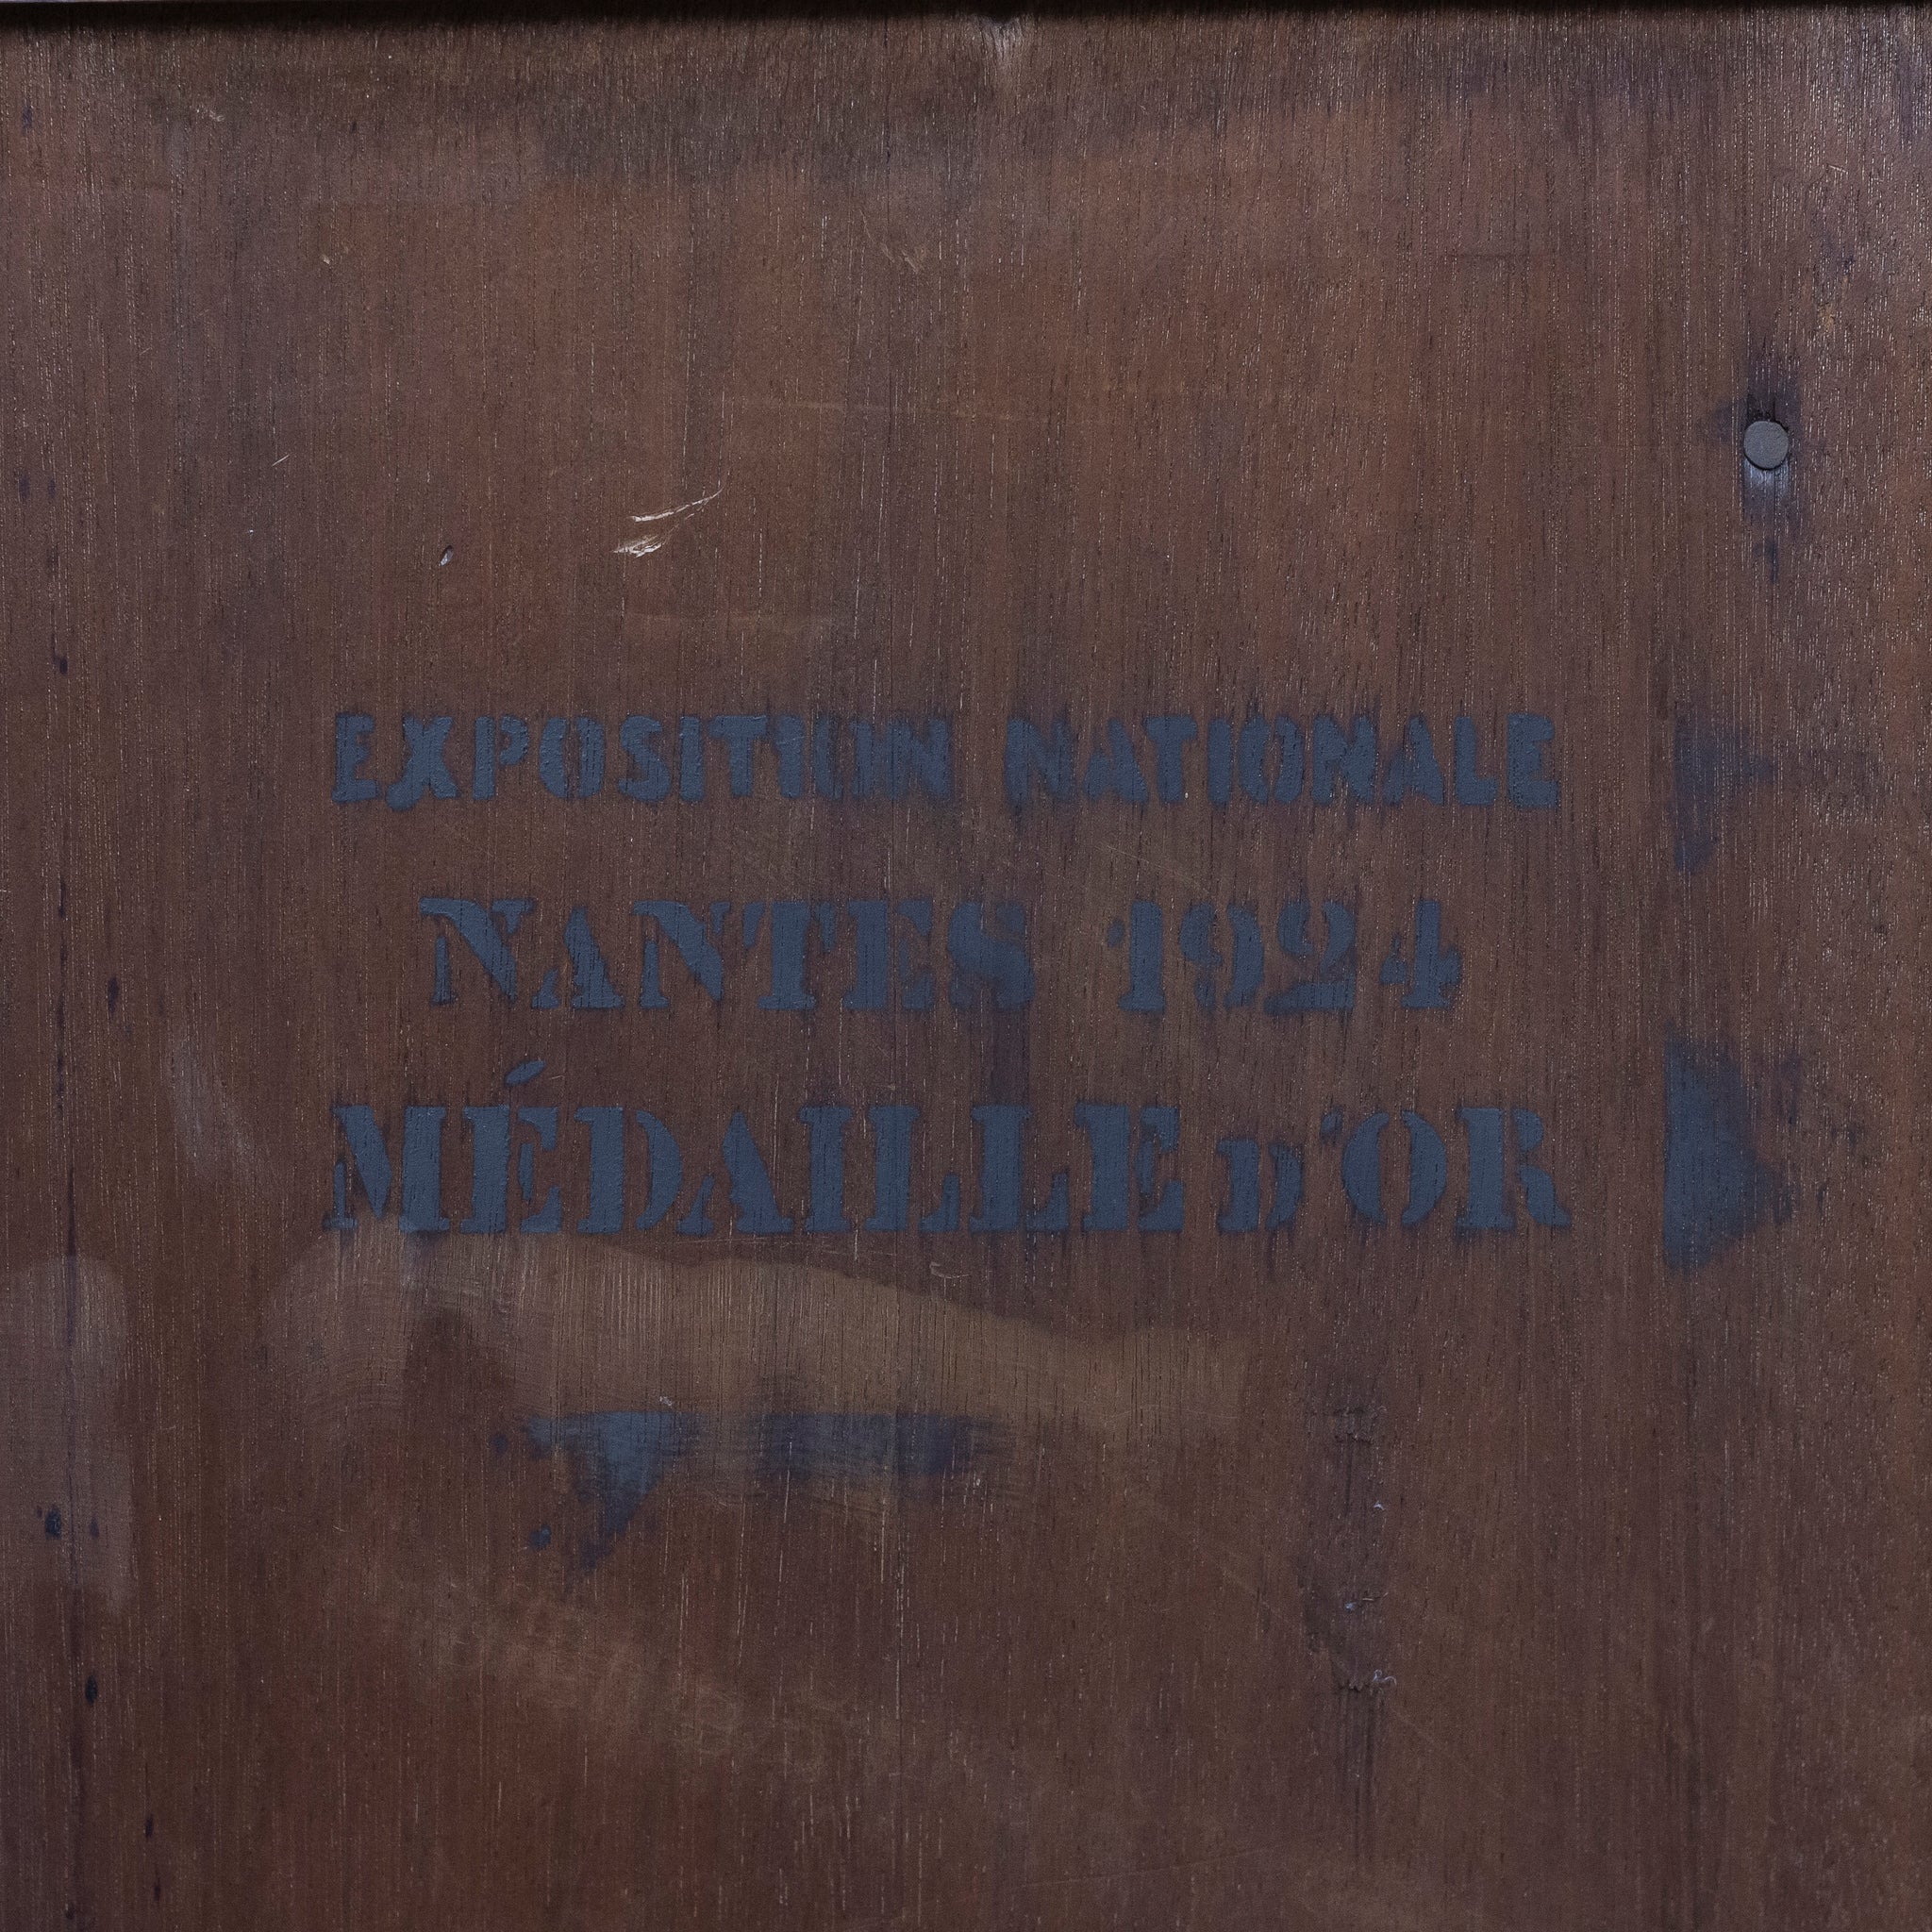 EXPOSITION NATIONALE
NANTES 1924
MÉDAILLE D'OR